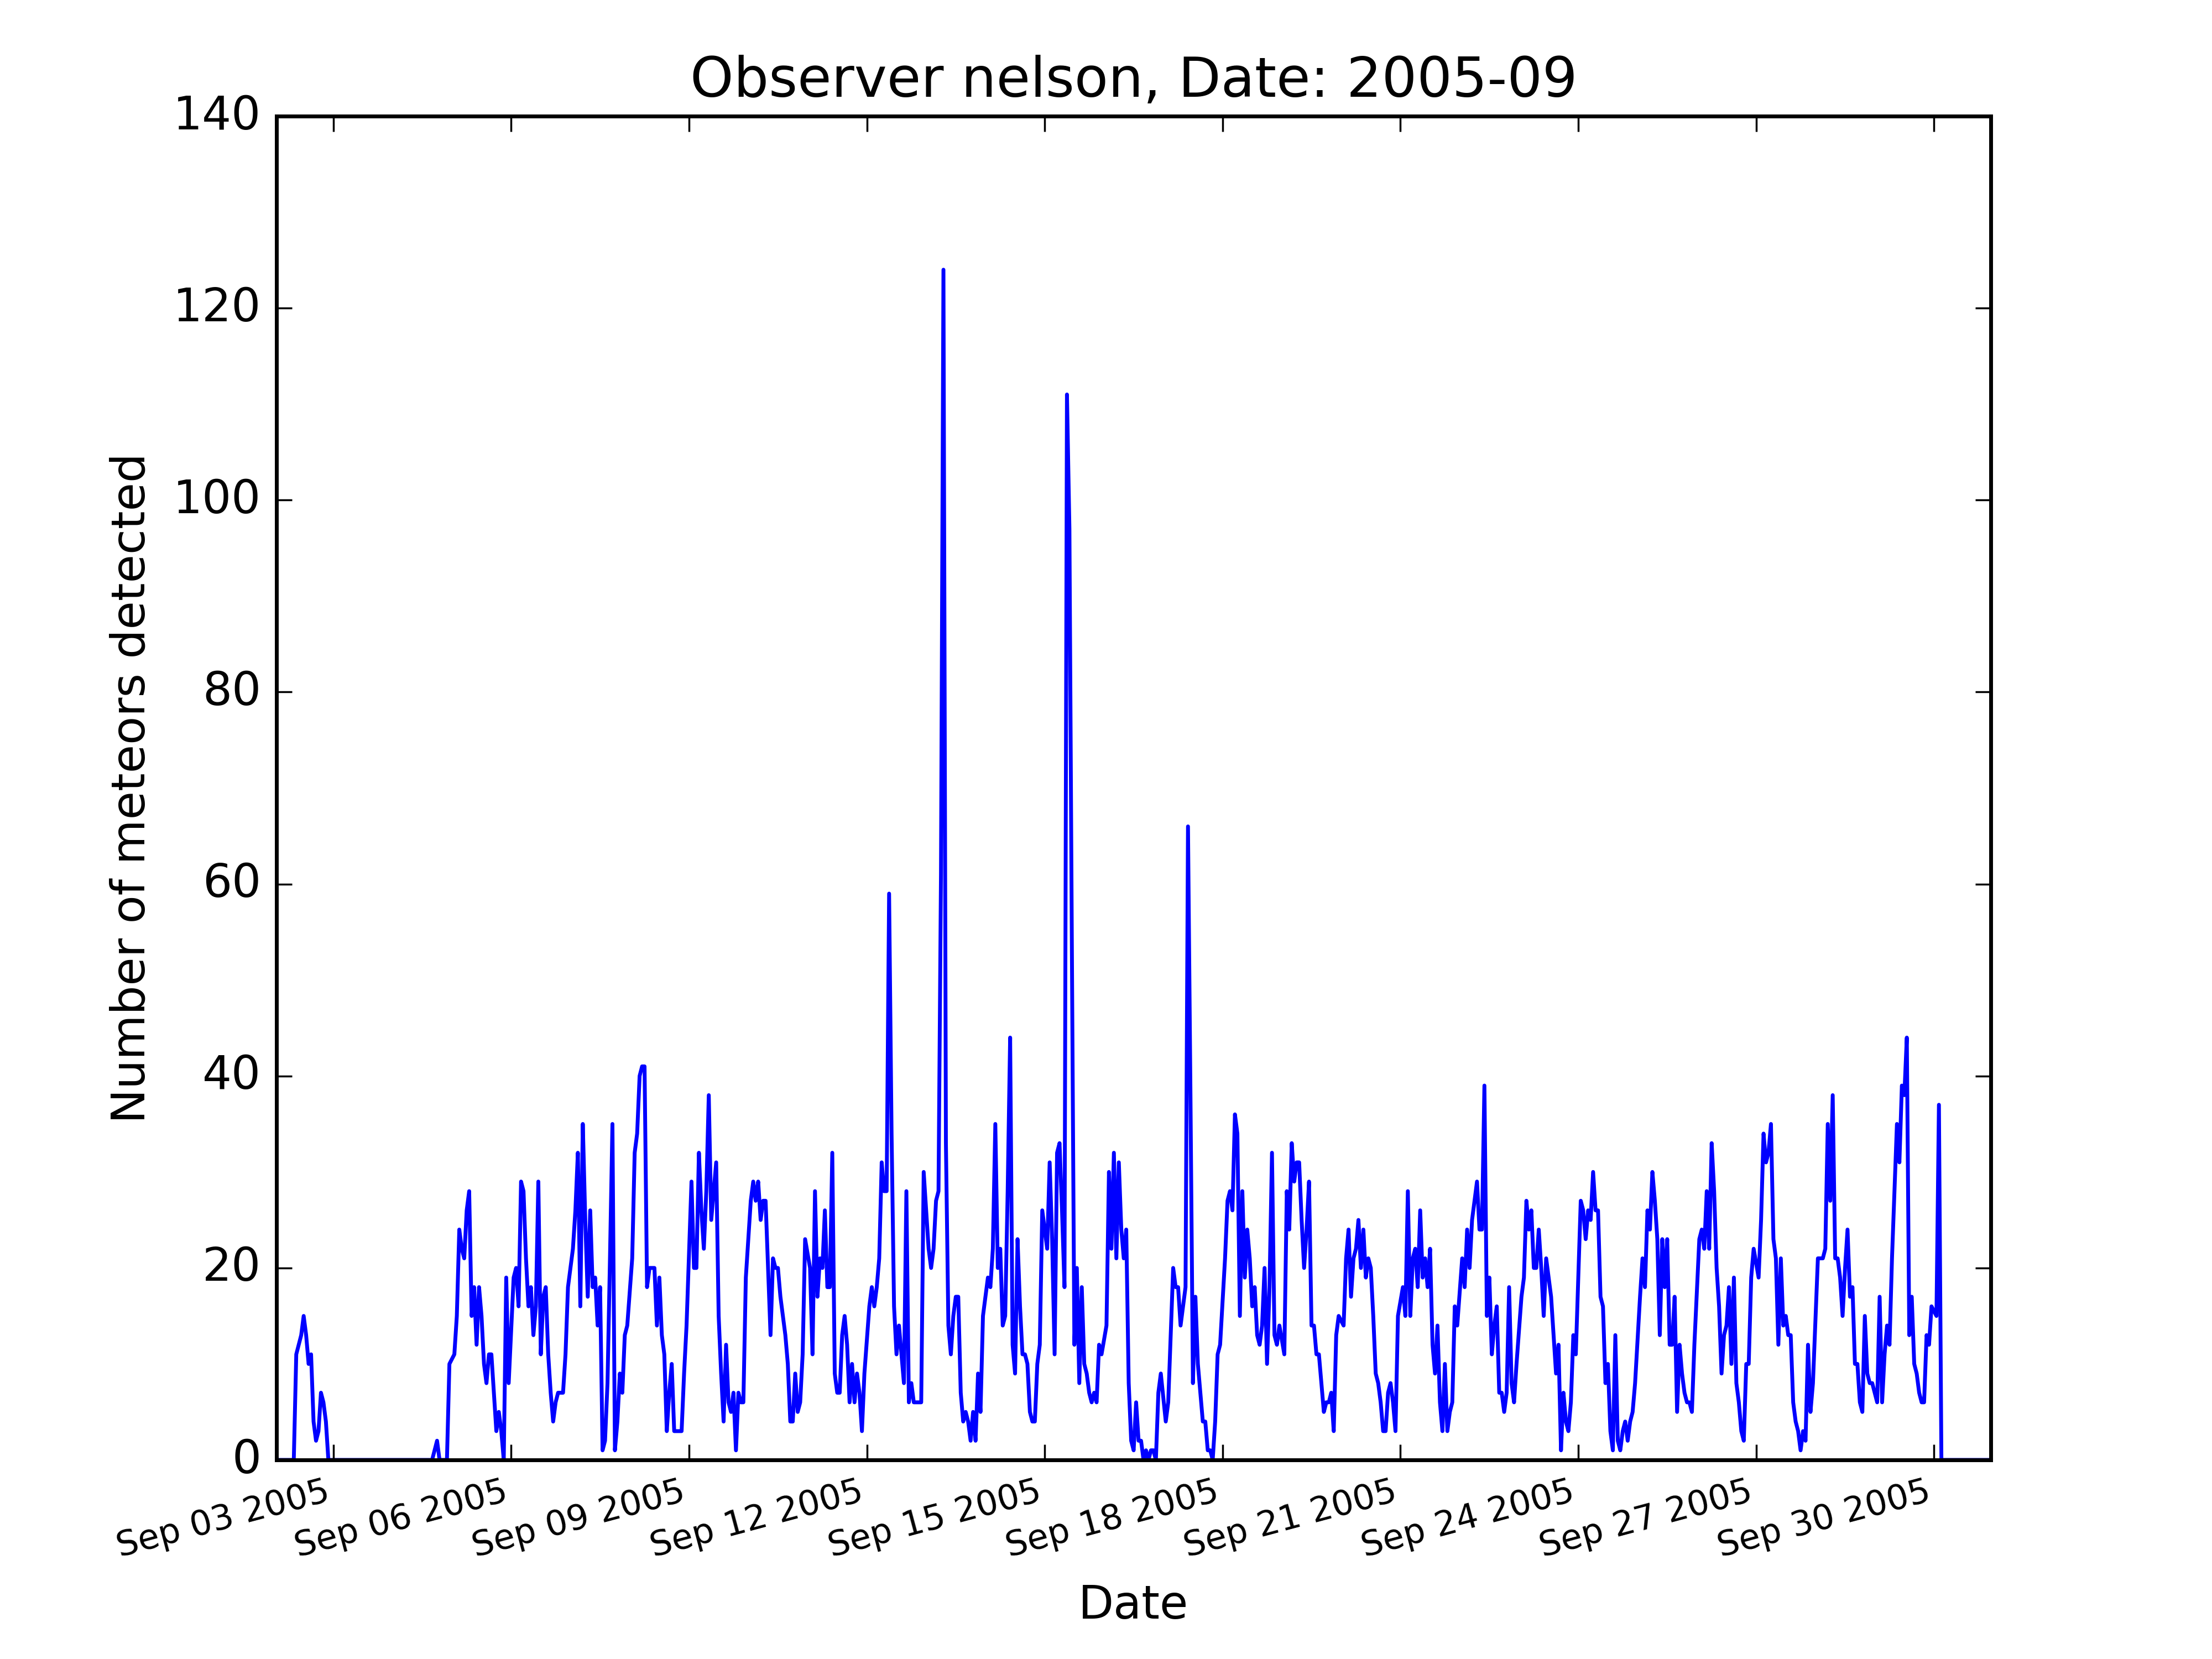 Observer nelson, Date: 2005-09
140
120
100
80
60
40
20
0
Number of meteors detected
Sep 03 2005
Sep 06 2005
Sep 09 2005
Sep 12 2005
Sep 15 2005
Sep 18 2005
Sep 21 2005
Sep 24 2005
Sep 27 2005
Sep 30 2005
Date